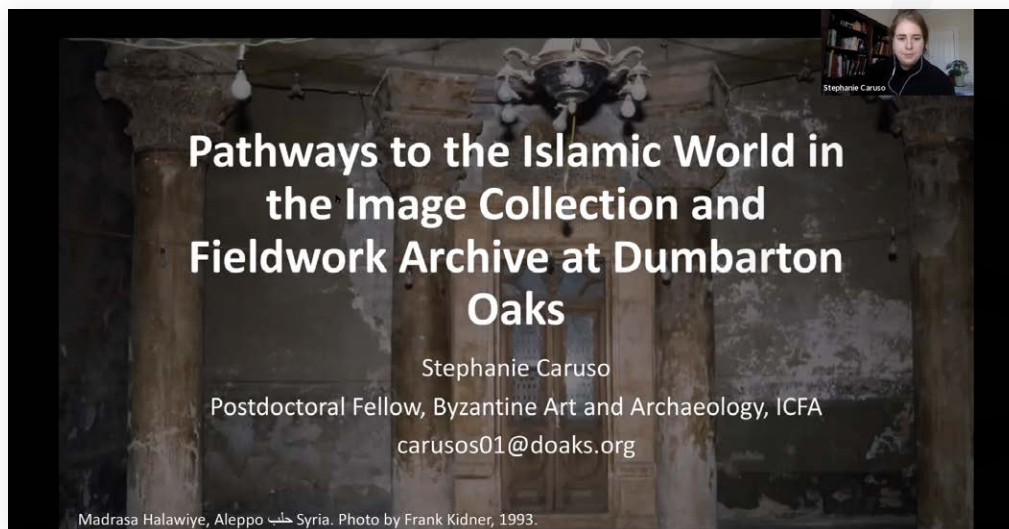 Stephanie Caruso
Pathways to the Islamic World in
the Image Collection and
Fieldwork Archive at Dumbarton
Oaks
Stephanie Caruso
Postdoctoral Fellow, Byzantine Art and Archaeology, ICFA
carusos01@doaks.org
Madrasa Halawiye, Aleppo حلب Syria. Photo by Frank Kidner, 1993.